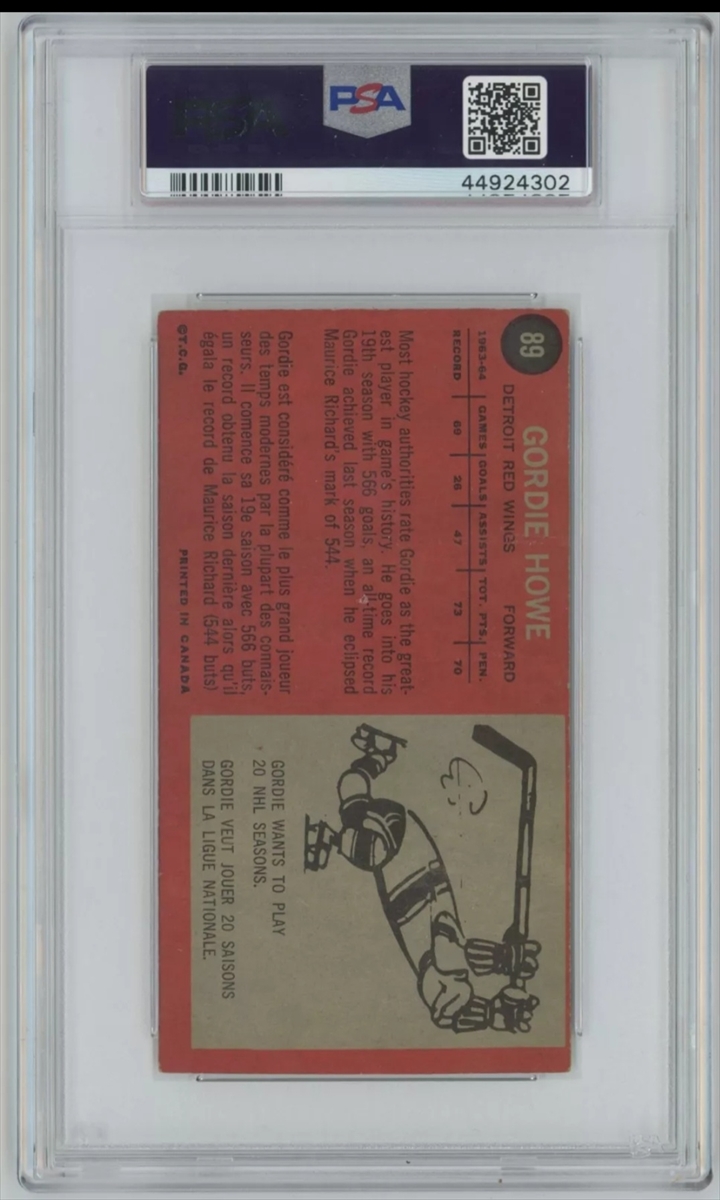 PSA
44924302
89
GORDIE HOWE
DETROIT RED WINGS FORWARD
1963-64 GAMES GOALS ASSISTS TOT. PTS. PEN.
RECORD 69 26 47 73 70
Most hockey authorities rate Gordie as the great-
est player in game's history. He goes into his
19th season with 566 goals, an all-time record
Gordie achieved last season when he eclipsed
Maurice Richard's mark of 544.
Gordie est considéré comme le plus grand joueur
des temps modernes par la plupart des connais-
seurs. Il comence sa 19e saison avec 566 buts,
un record obtenu la saison dernière alors qu'il
égala le record de Maurice Richard (544 buts)
©T.C.G. PRINTED IN CANADA
GORDIE WANTS TO PLAY
20 NHL SEASONS.
GORDIE VEUT JOUER 20 SAISONS
DANS LA LIGUE NATIONALE.